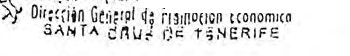 Dirección General de Promoción Económica
SANTA CRUZ DE TENERIFE